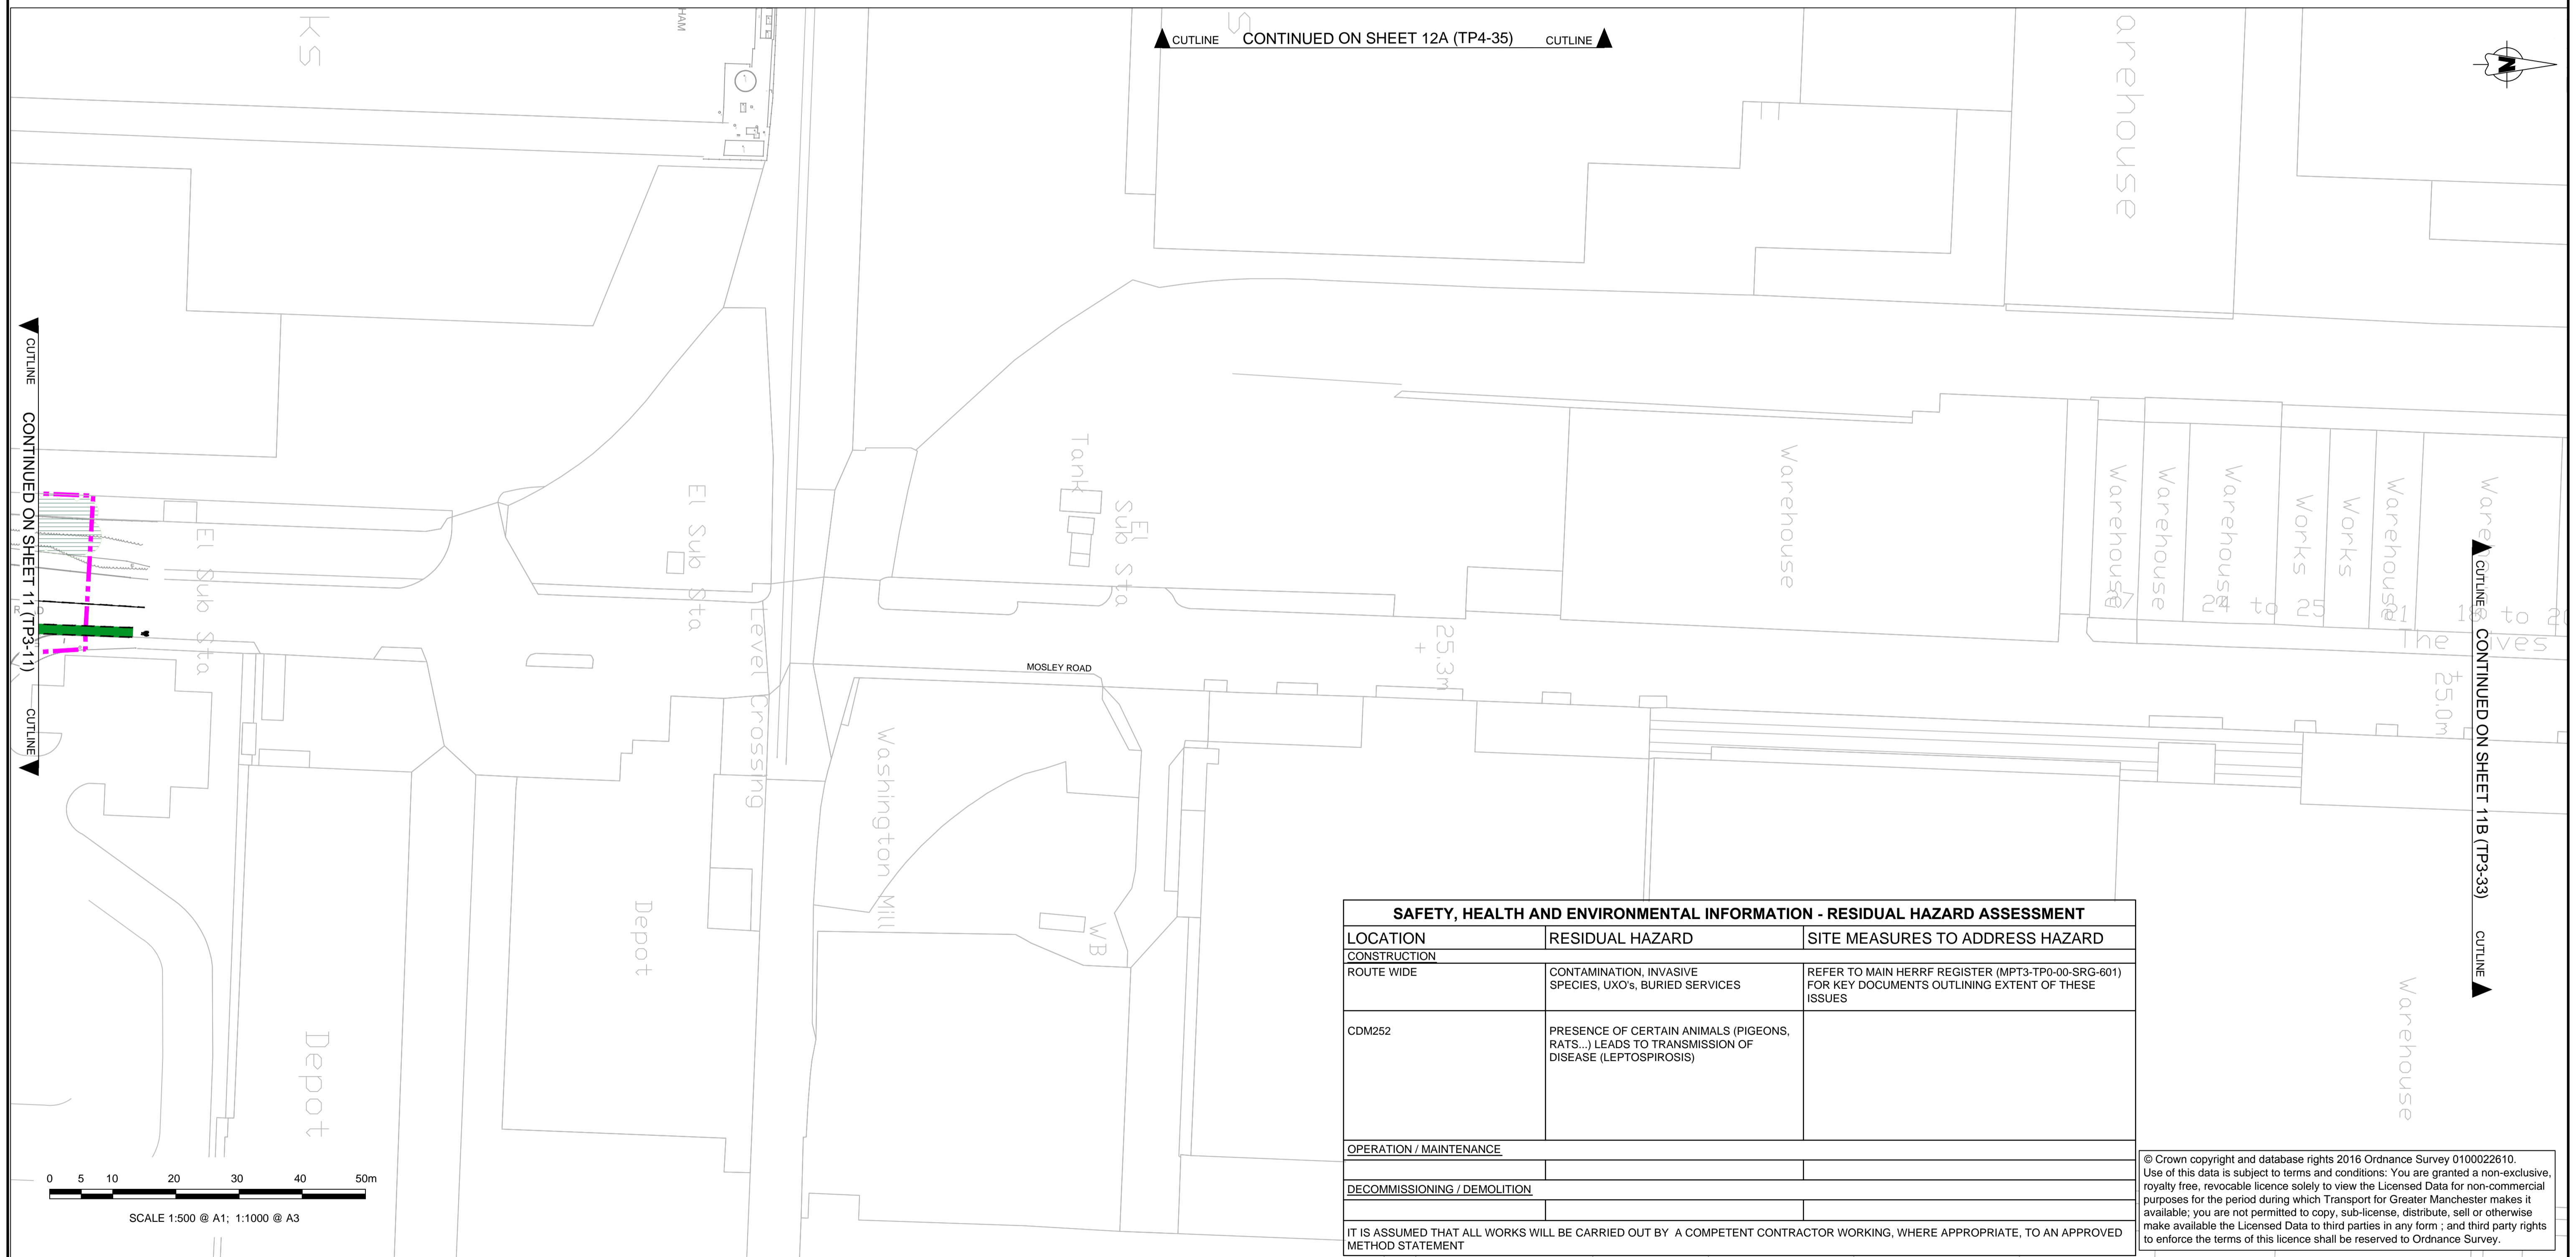 KS
HAM
CUTLINE CONTINUED ON SHEET 12A (TP4-35) CUTLINE
arehouse
N
CUTLINE CONTINUED ON SHEET 11 (TP3-11) CUTLINE
El Sub Sta
El Sub Sta
Level Crossing
Tank
El
Sub Sta
Warehouse
Warehouse
Warehouse
Warehouse
Works
Works
Warehouse
24 to 25
21
The
25.3m
+
MOSLEY ROAD
+
25.0m
CUTLINE CONTINUED ON SHEET 11B (TP3-33) CUTLINE
Washington Mill
WB
Depot
Depot
Warehouse
0 5 10 20 30 40 50m
SCALE 1:500 @ A1; 1:1000 @ A3
SAFETY, HEALTH AND ENVIRONMENTAL INFORMATION - RESIDUAL HAZARD ASSESSMENT
LOCATION RESIDUAL HAZARD SITE MEASURES TO ADDRESS HAZARD
CONSTRUCTION
ROUTE WIDE
CONTAMINATION, INVASIVE
SPECIES, UXO's, BURIED SERVICES
REFER TO MAIN HERRF REGISTER (MPT3-TP0-00-SRG-601)
FOR KEY DOCUMENTS OUTLINING EXTENT OF THESE
ISSUES
CDM252
PRESENCE OF CERTAIN ANIMALS (PIGEONS,
RATS...) LEADS TO TRANSMISSION OF
DISEASE (LEPTOSPIROSIS)
OPERATION / MAINTENANCE
DECOMMISSIONING / DEMOLITION
IT IS ASSUMED THAT ALL WORKS WILL BE CARRIED OUT BY A COMPETENT CONTRACTOR WORKING, WHERE APPROPRIATE, TO AN APPROVED
METHOD STATEMENT
© Crown copyright and database rights 2016 Ordnance Survey 0100022610.
Use of this data is subject to terms and conditions: You are granted a non-exclusive,
royalty free, revocable licence solely to view the Licensed Data for non-commercial
purposes for the period during which Transport for Greater Manchester makes it
available; you are not permitted to copy, sub-license, distribute, sell or otherwise
make available the Licensed Data to third parties in any form ; and third party rights
to enforce the terms of this licence shall be reserved to Ordnance Survey.